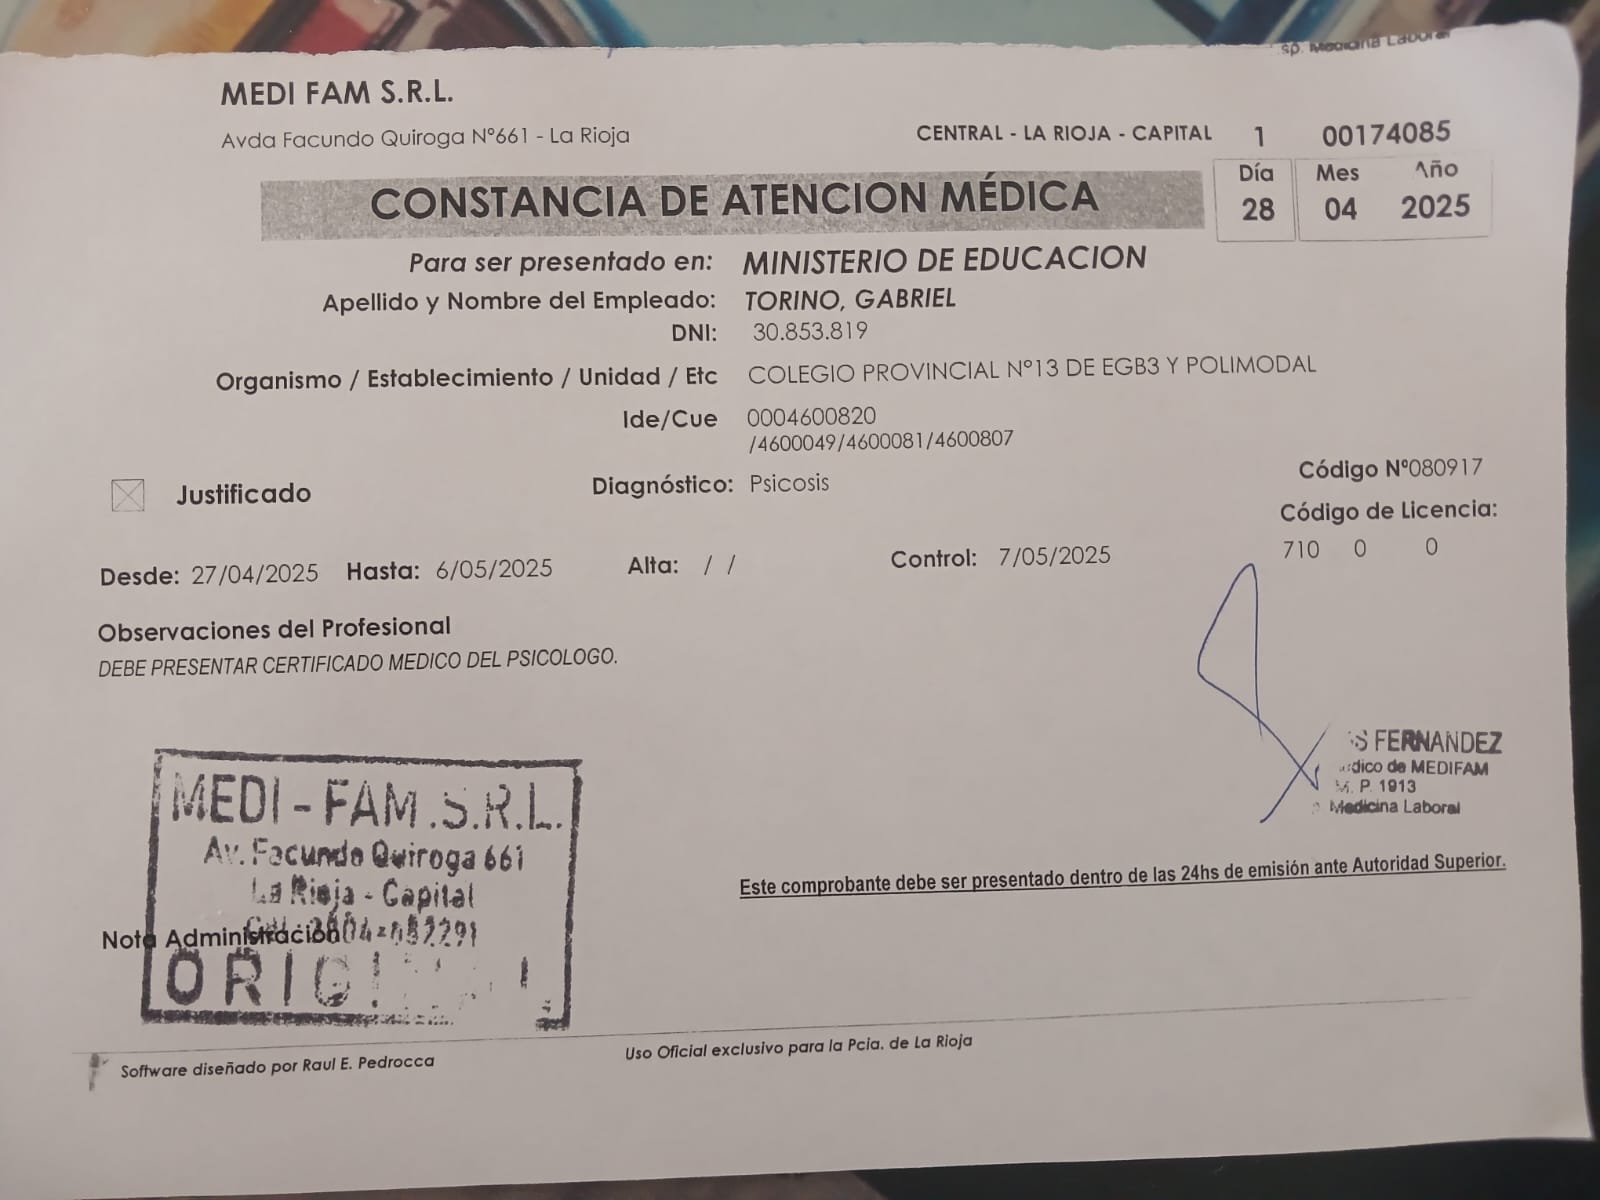 sp. Medicina Laboral
MEDI FAM S.R.L.
Avda Facundo Quiroga Nº661 - La Rioja
CENTRAL - LA RIOJA - CAPITAL 1 00174085
CONSTANCIA DE ATENCION MÉDICA
Día Mes Año
28 04 2025
Para ser presentado en: MINISTERIO DE EDUCACION
Apellido y Nombre del Empleado: TORINO, GABRIEL
DNI: 30.853.819
Organismo / Establecimiento / Unidad / Etc COLEGIO PROVINCIAL Nº13 DE EGB3 Y POLIMODAL
Ide/Cue 0004600820
/4600049/4600081/4600807
Justificado
Diagnóstico: Psicosis
Código Nº080917
Código de Licencia:
710 0 0
Desde: 27/04/2025 Hasta: 6/05/2025 Alta: / / Control: 7/05/2025
Observaciones del Profesional
DEBE PRESENTAR CERTIFICADO MEDICO DEL PSICOLOGO.
S FERNANDEZ
dico de MEDIFAM
M. P. 1913
Medicina Laboral
MEDI - FAM.S.R.L.
Av. Facundo Quiroga 661
La Rioja - Capital
Nota Administración
ORIGI
Este comprobante debe ser presentado dentro de las 24hs de emisión ante Autoridad Superior.
Software diseñado por Raul E. Pedrocca
Uso Oficial exclusivo para la Pcia. de La Rioja